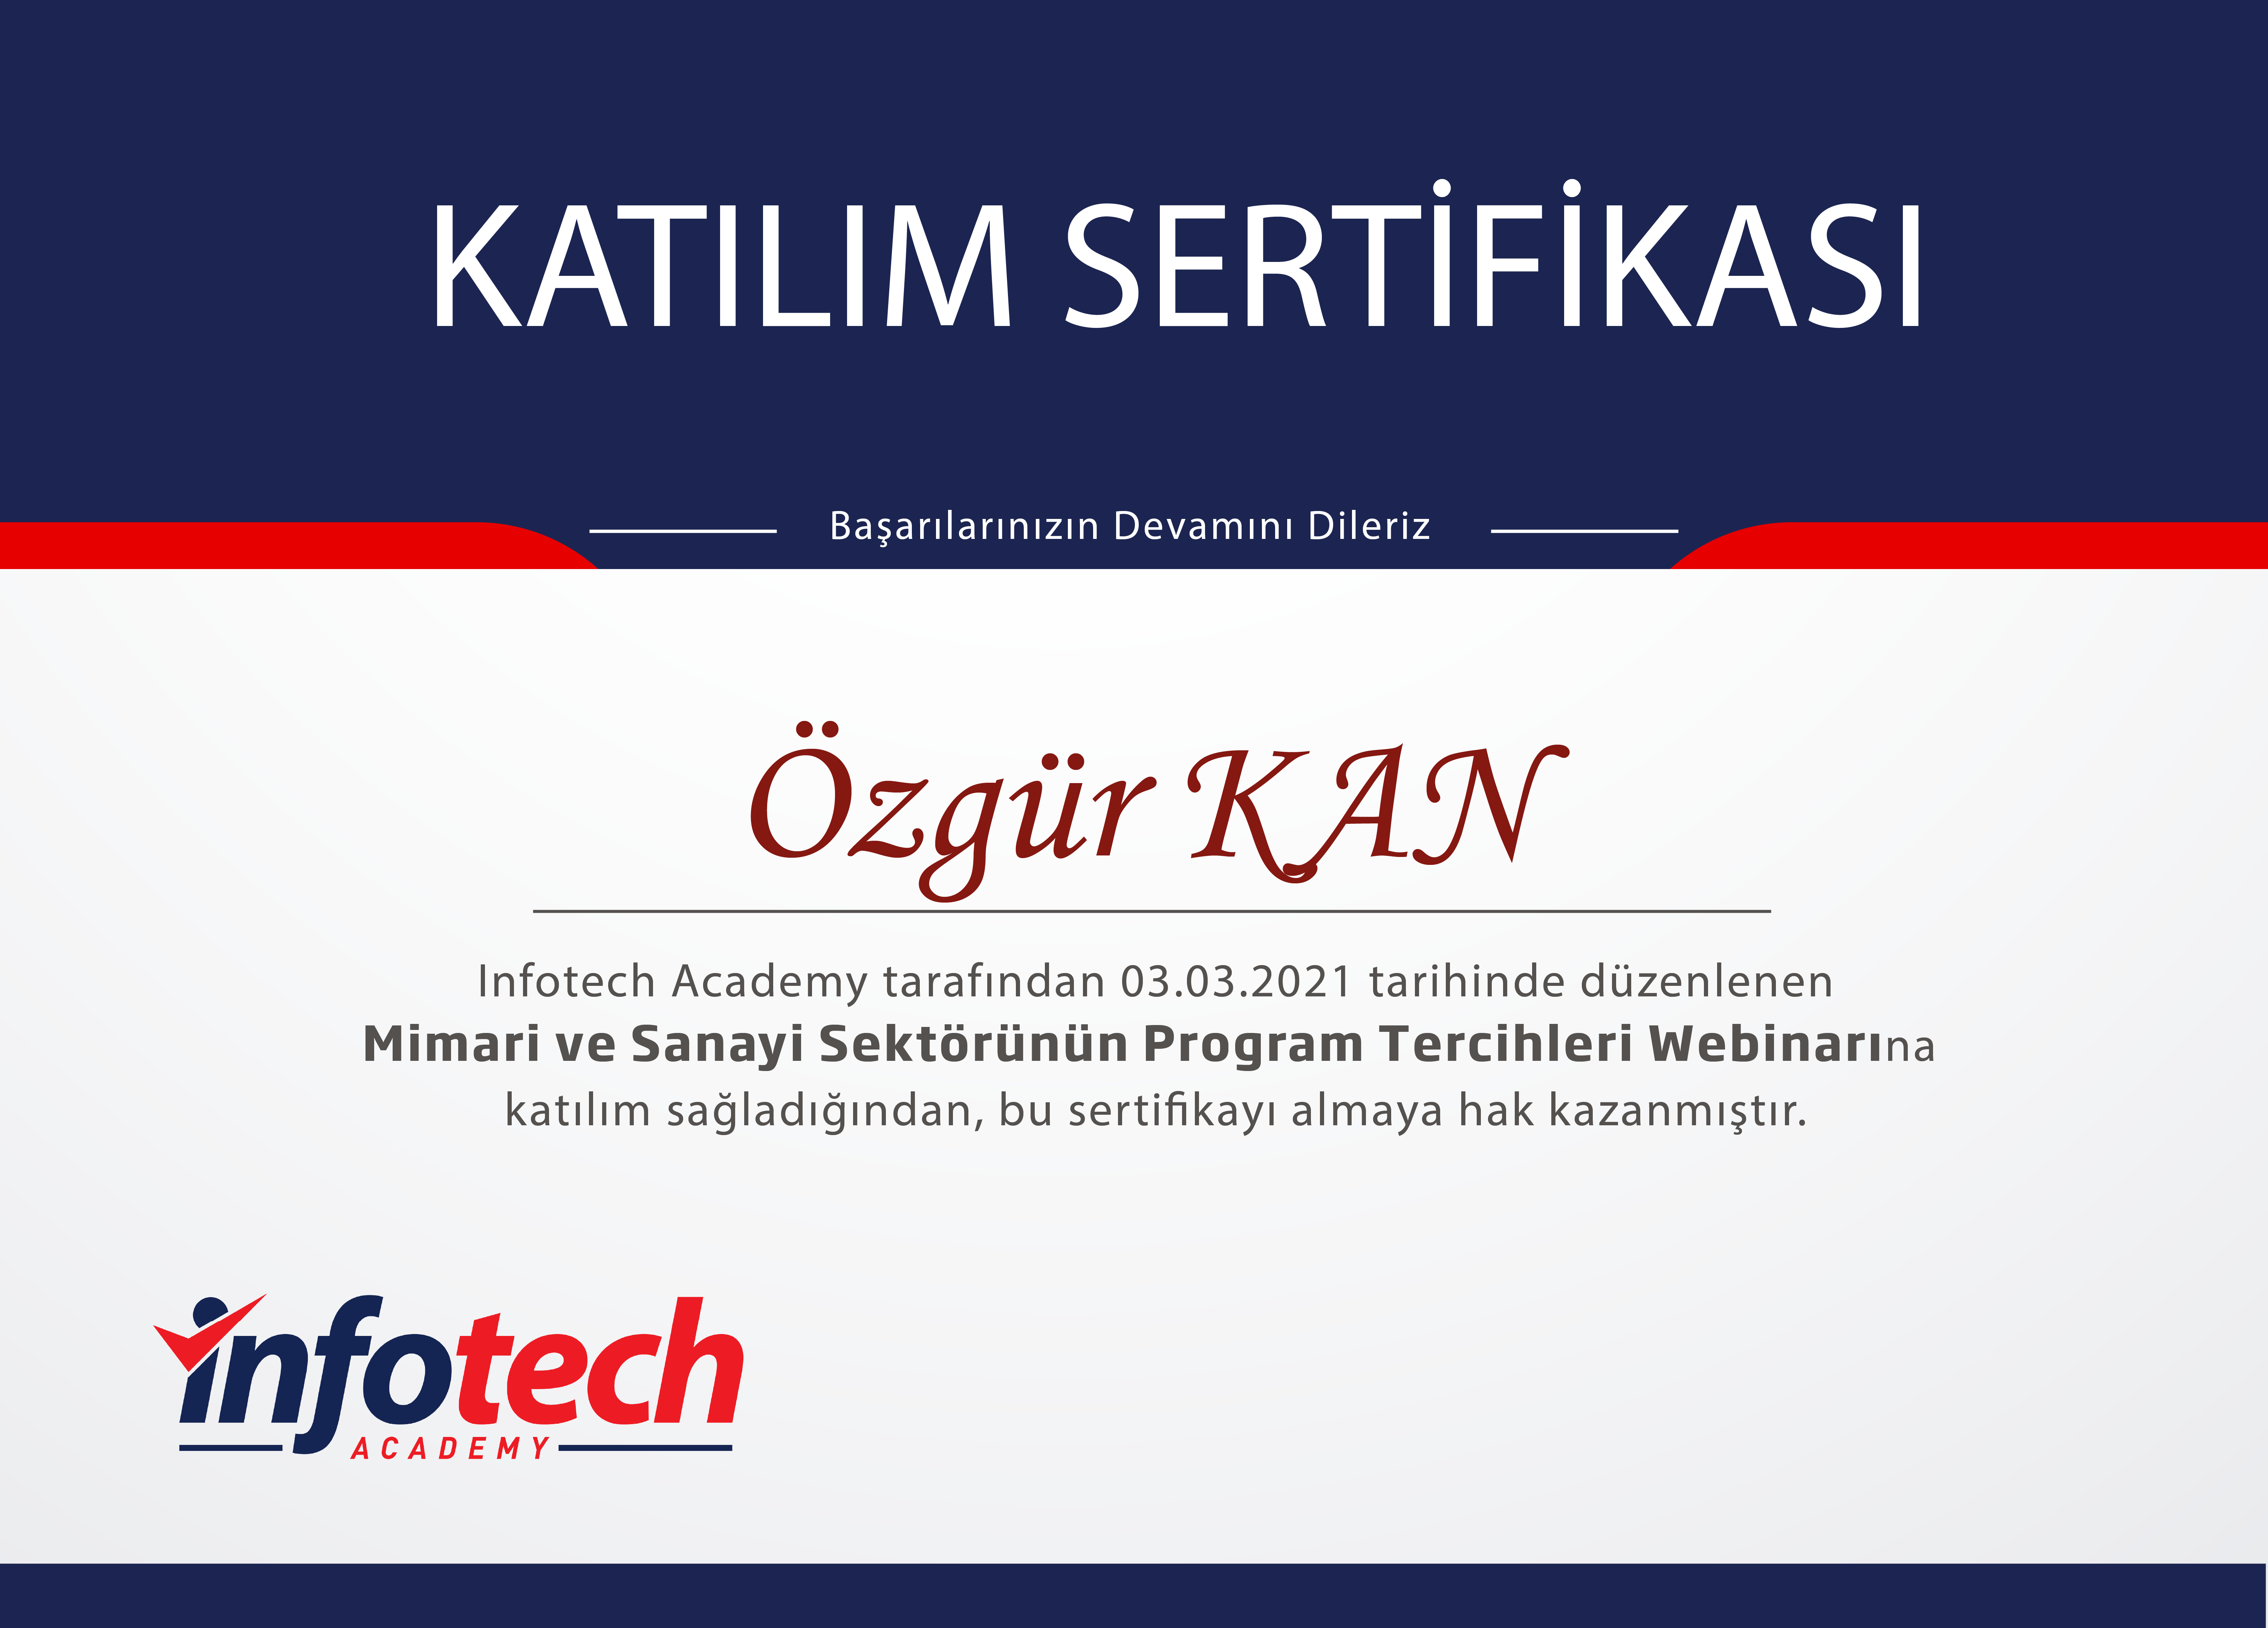 KATILIM SERTİFİKASI
Başarılarınızın Devamını Dileriz
Özgür KAN
Infotech Academy tarafından 03.03.2021 tarihinde düzenlenen
Mimari ve Sanayi Sektörünün Program Tercihleri Webinarına
katılım sağladığından, bu sertifikayı almaya hak kazanmıştır.
infotech
ACADEMY